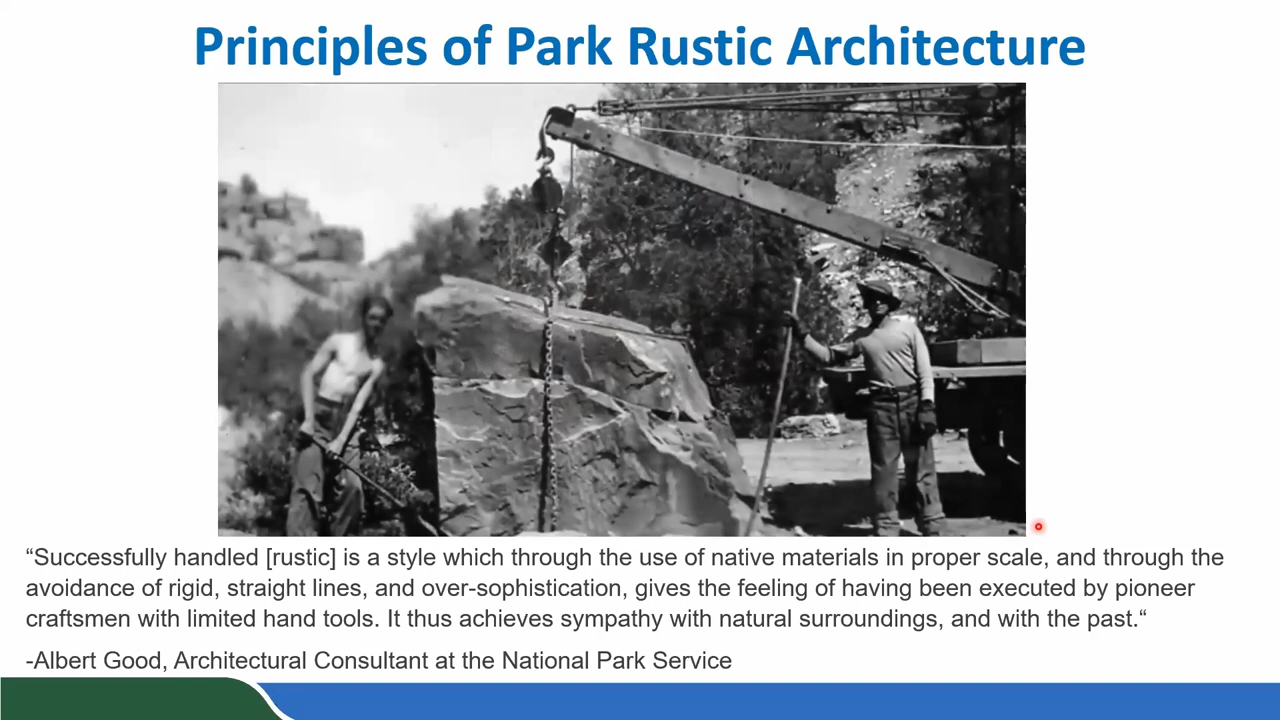 Principles of Park Rustic Architecture
“Successfully handled [rustic] is a style which through the use of native materials in proper scale, and through the
avoidance of rigid, straight lines, and over-sophistication, gives the feeling of having been executed by pioneer
craftsmen with limited hand tools. It thus achieves sympathy with natural surroundings, and with the past.“
-Albert Good, Architectural Consultant at the National Park Service